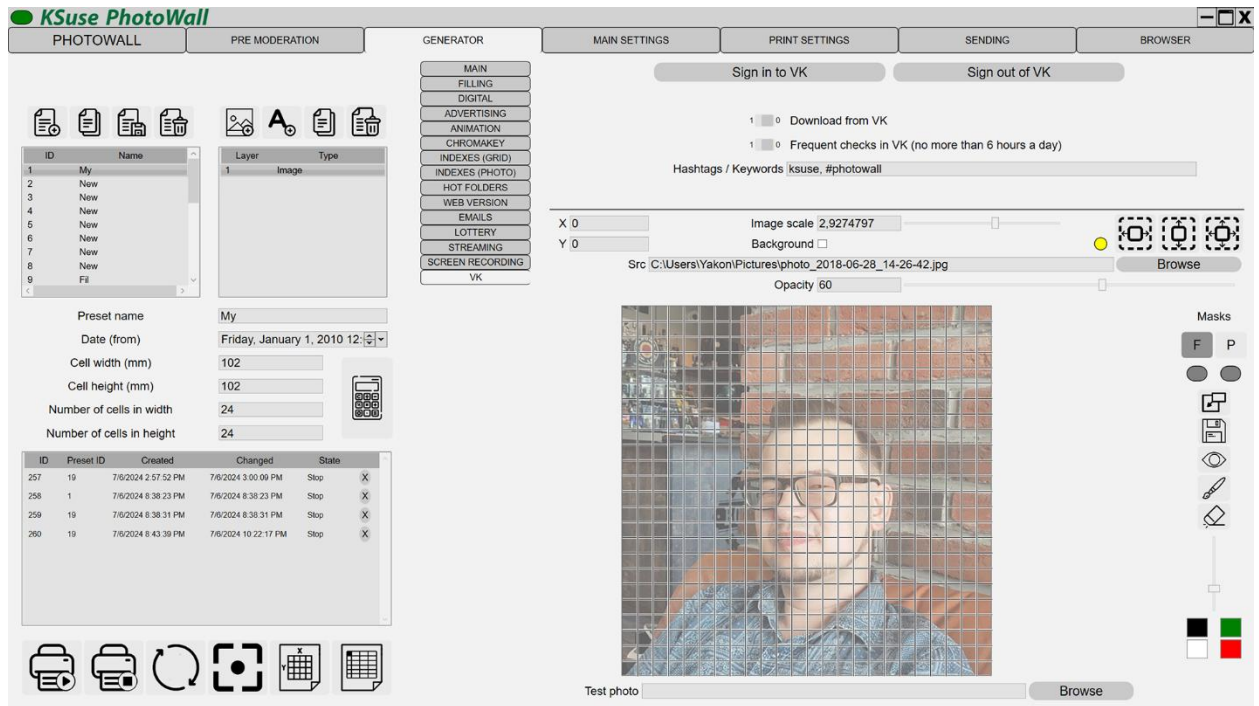 KSuse PhotoWall
PHOTOWALL
PRE MODERATION
GENERATOR
MAIN SETTINGS
PRINT SETTINGS
SENDING
BROWSER
MAIN
FILLING
DIGITAL
ADVERTISING
ANIMATION
CHROMAKEY
INDEXES (GRID)
INDEXES (PHOTO)
HOT FOLDERS
WEB VERSION
EMAILS
LOTTERY
STREAMING
SCREEN RECORDING
VK
ID Name
1 My
2 New
3 New
4 New
5 New
6 New
7 New
8 New
9 Fil
Layer Type
1 Image
Preset name My
Date (from) Friday, January 1, 2010 12:
Cell width (mm) 102
Cell height (mm) 102
Number of cells in width 24
Number of cells in height 24
ID Preset ID Created Changed State
257 19 7/6/2024 2:57:52 PM 7/6/2024 3:00:09 PM Stop X
258 1 7/6/2024 8:38:23 PM 7/6/2024 8:38:23 PM Stop X
259 19 7/6/2024 8:38:31 PM 7/6/2024 8:38:31 PM Stop X
260 19 7/6/2024 8:43:39 PM 7/6/2024 10:22:17 PM Stop X
Sign in to VK
Sign out of VK
1 0 Download from VK
1 0 Frequent checks in VK (no more than 6 hours a day)
Hashtags / Keywords ksuse, #photowall
X 0
Image scale 2,9274797
Y 0
Background
Src C:\Users\Yakon\Pictures\photo_2018-06-28_14-26-42.jpg
Browse
Opacity 60
Masks
F P
Test photo
Browse